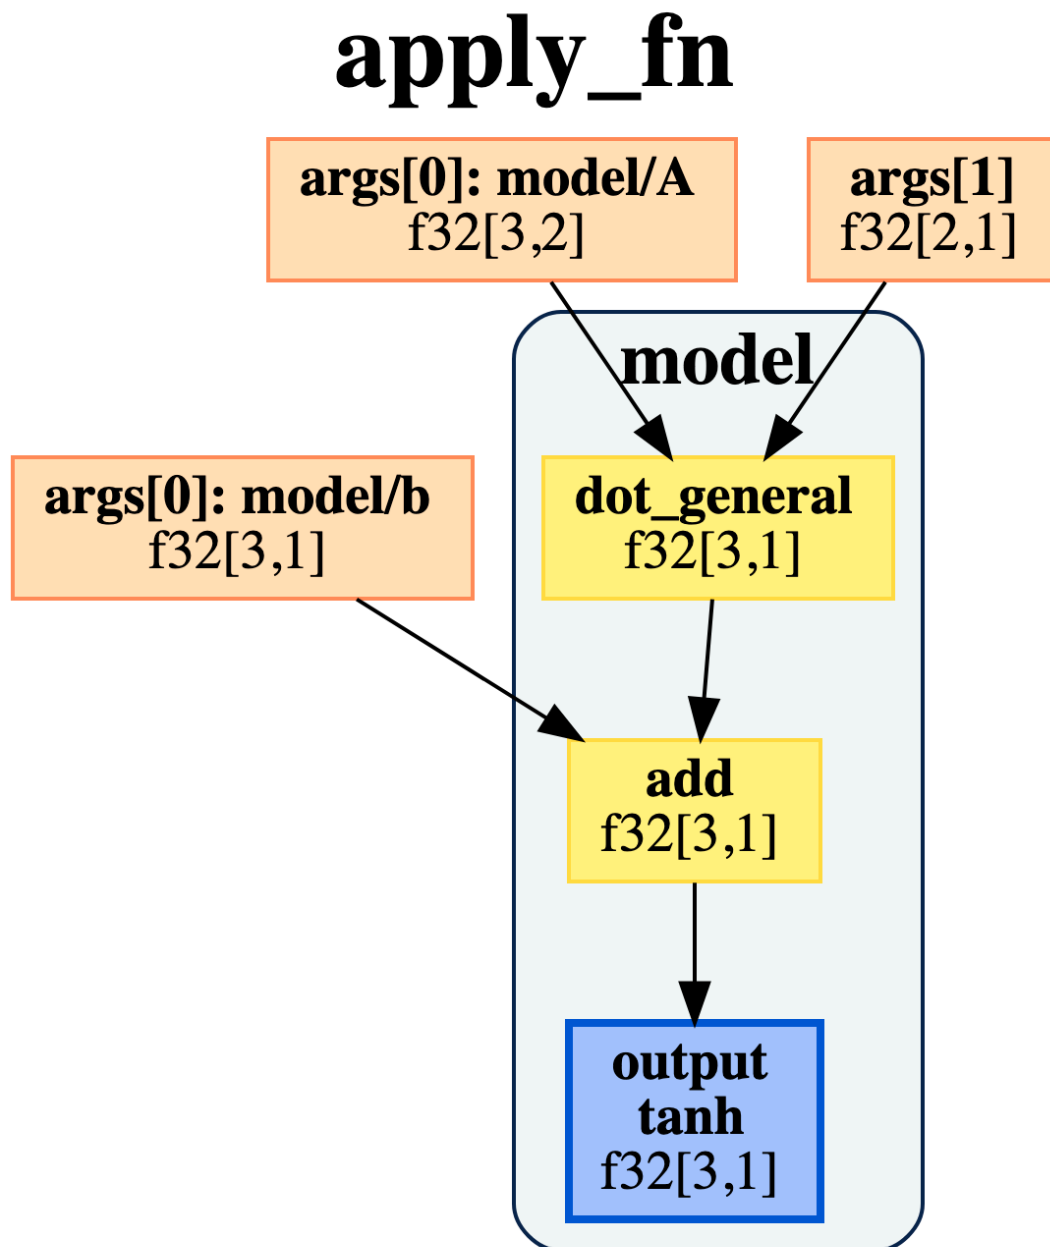 apply_fn
args[0]: model/A
f32[3,2]
args[1]
f32[2,1]
model
args[0]: model/b
f32[3,1]
dot_general
f32[3,1]
add
f32[3,1]
output
tanh
f32[3,1]